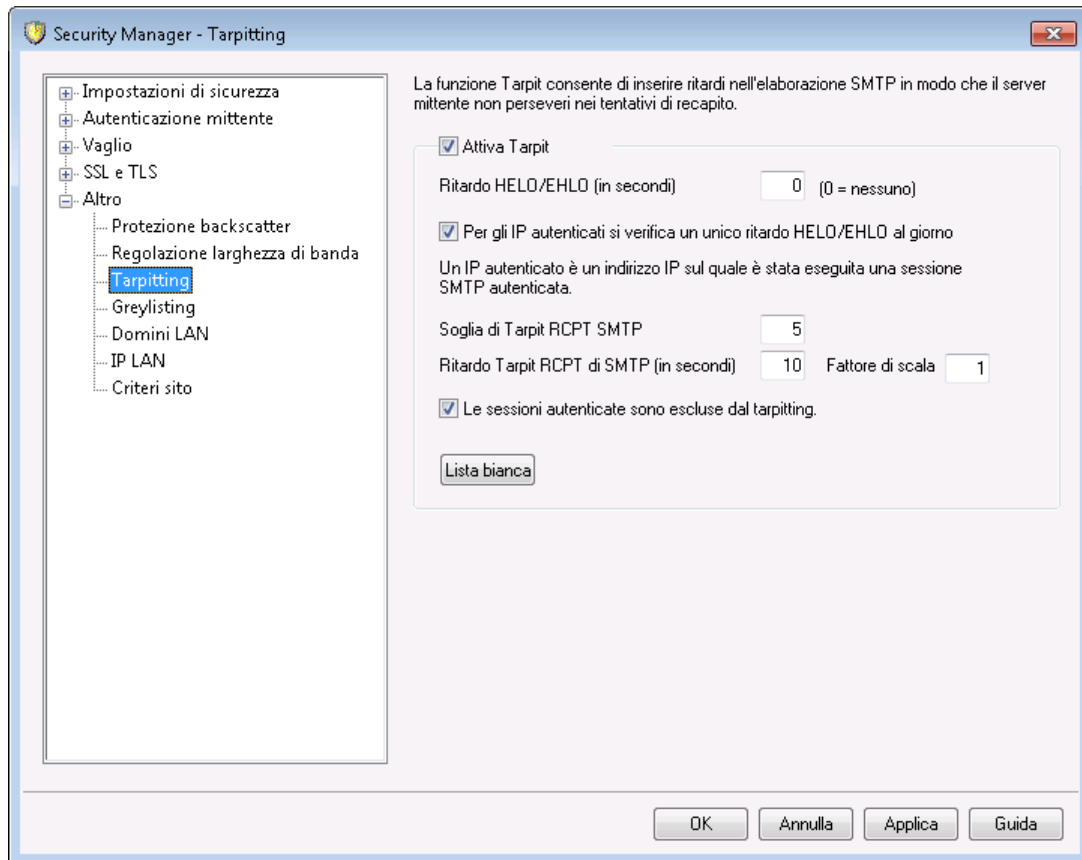 Security Manager - Tarpitting
Impostazioni di sicurezza
Autenticazione mittente
Vaglio
SSL e TLS
Altro
Protezione backscatter
Regolazione larghezza di banda
Tarpitting
Greylisting
Domini LAN
IP LAN
Criteri sito
La funzione Tarpit consente di inserire ritardi nell'elaborazione SMTP in modo che il server
mittente non perseveri nei tentativi di recapito.
Attiva Tarpit
Ritardo HELO/EHLO (in secondi) 0 (0 = nessuno)
Per gli IP autenticati si verifica un unico ritardo HELO/EHLO al giorno
Un IP autenticato è un indirizzo IP sul quale è stata eseguita una sessione
SMTP autenticata.
Soglia di Tarpit RCPT SMTP 5
Ritardo Tarpit RCPT di SMTP (in secondi) 10 Fattore di scala 1
Le sessioni autenticate sono escluse dal tarpitting.
Lista bianca
OK Annulla Applica Guida